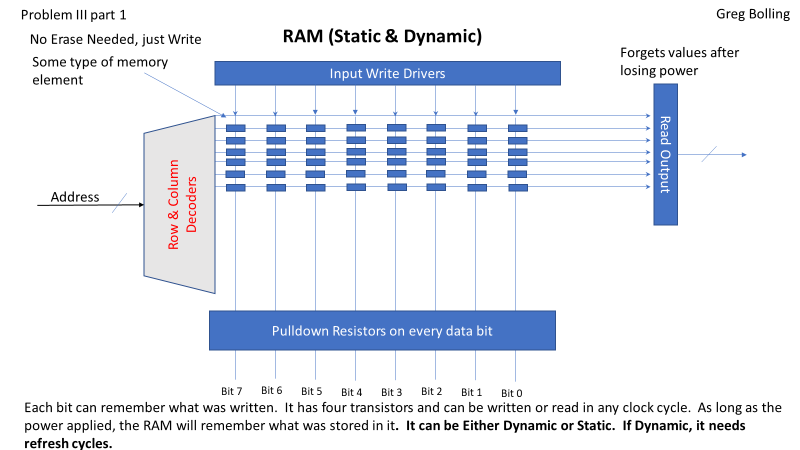 Problem III part 1
Greg Bolling
No Erase Needed, just Write
RAM (Static & Dynamic)
Some type of memory
element
Forgets values after
losing power
Input Write Drivers
Row & Column
Decoders
Read Output
Address
Pulldown Resistors on every data bit
Bit 7 Bit 6 Bit 5 Bit 4 Bit 3 Bit 2 Bit 1 Bit 0
Each bit can remember what was written. It has four transistors and can be written or read in any clock cycle. As long as the
power applied, the RAM will remember what was stored in it. It can be Either Dynamic or Static. If Dynamic, it needs
refresh cycles.